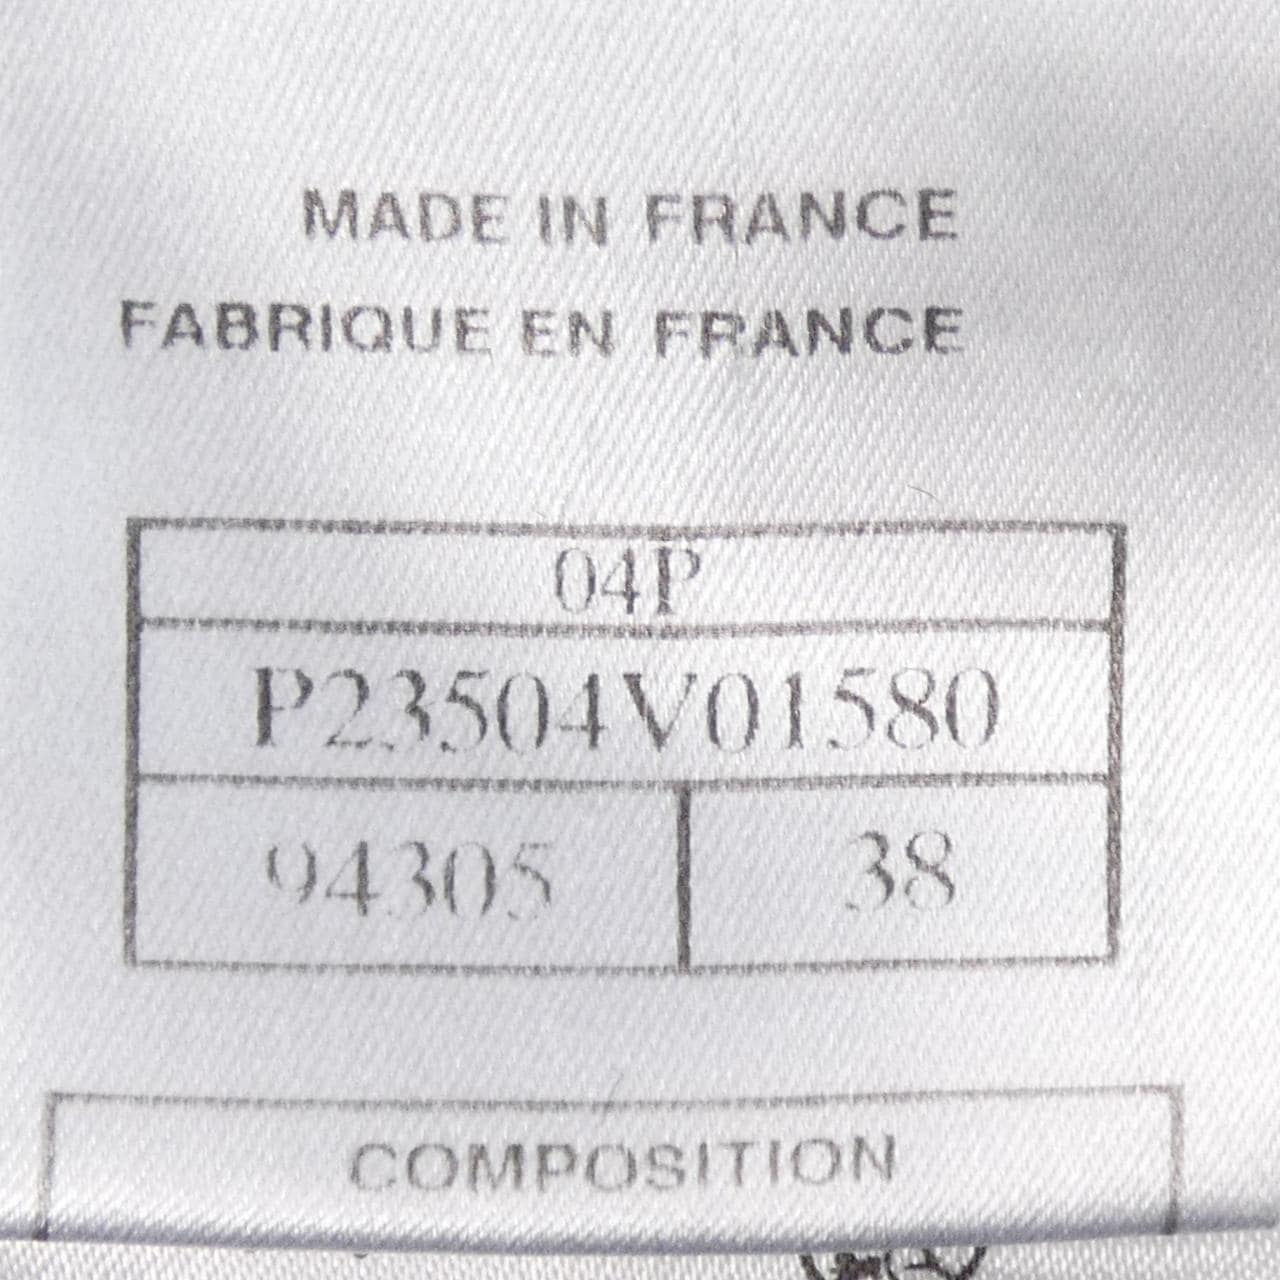 MADE IN FRANCE
FABRIQUE EN FRANCE
04P
P23504V01580
94305 38
COMPOSITION